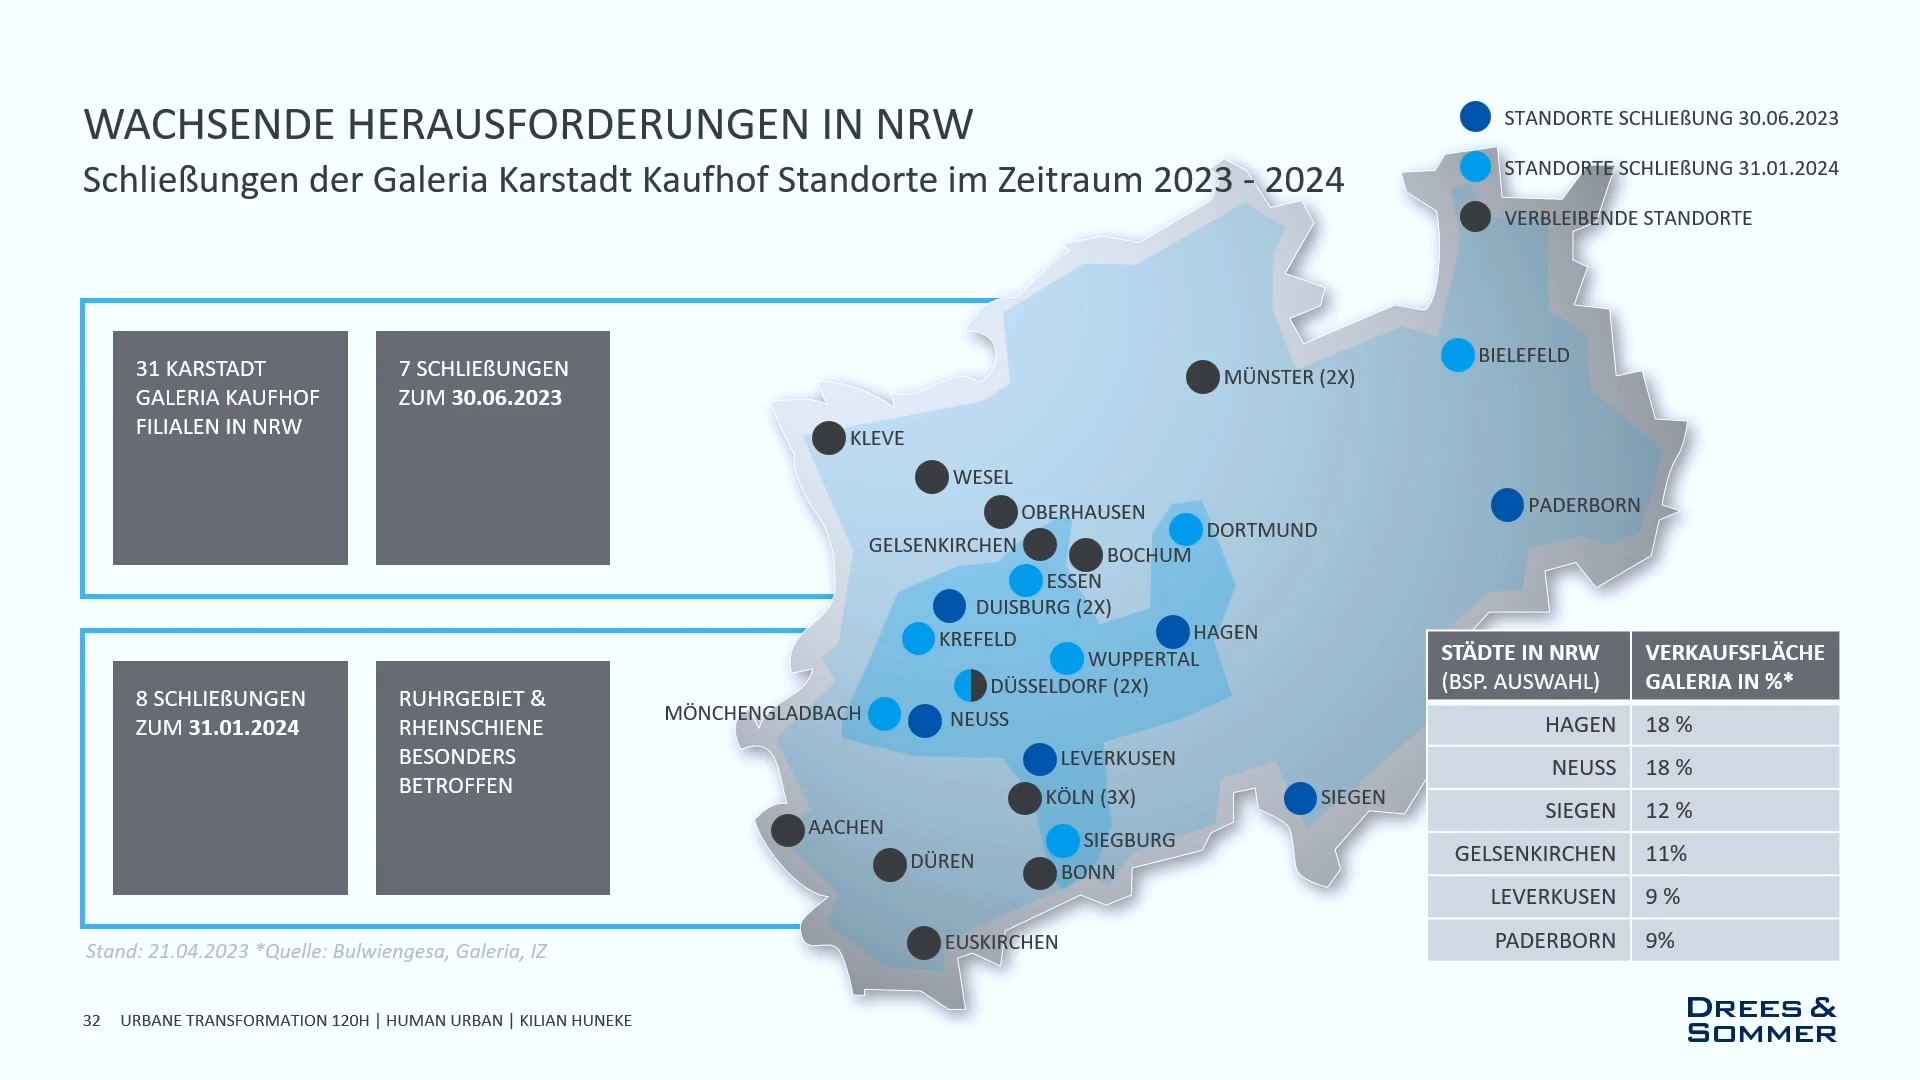 WACHSENDE HERAUSFORDERUNGEN IN NRW
Schließungen der Galeria Karstadt Kaufhof Standorte im Zeitraum 2023 - 2024
STANDORTE SCHLIEßUNG 30.06.2023
STANDORTE SCHLIEßUNG 31.01.2024
VERBLEIBENDE STANDORTE
31 KARSTADT
GALERIA KAUFHOF
FILIALEN IN NRW
7 SCHLIEßUNGEN
ZUM 30.06.2023
8 SCHLIEßUNGEN
ZUM 31.01.2024
RUHRGEBIET &
RHEINSCHIENE
BESONDERS
BETROFFEN
BIELEFELD
MÜNSTER (2X)
KLEVE
WESEL
PADERBORN
OBERHAUSEN
DORTMUND
GELSENKIRCHEN
BOCHUM
ESSEN
DUISBURG (2X)
HAGEN
KREFELD
WUPPERTAL
DÜSSELDORF (2X)
MÖNCHENGLADBACH
NEUSS
LEVERKUSEN
KÖLN (3X)
SIEGEN
AACHEN
SIEGBURG
DÜREN
BONN
EUSKIRCHEN
STÄDTE IN NRW
(BSP. AUSWAHL)
VERKAUFSFLÄCHE
GALERIA IN %*
HAGEN 18 %
NEUSS 18 %
SIEGEN 12 %
GELSENKIRCHEN 11%
LEVERKUSEN 9 %
PADERBORN 9%
Stand: 21.04.2023 *Quelle: Bulwiengesa, Galeria, IZ
32 URBANE TRANSFORMATION 120H | HUMAN URBAN | KILIAN HUNEKE
DREES &
SOMMER